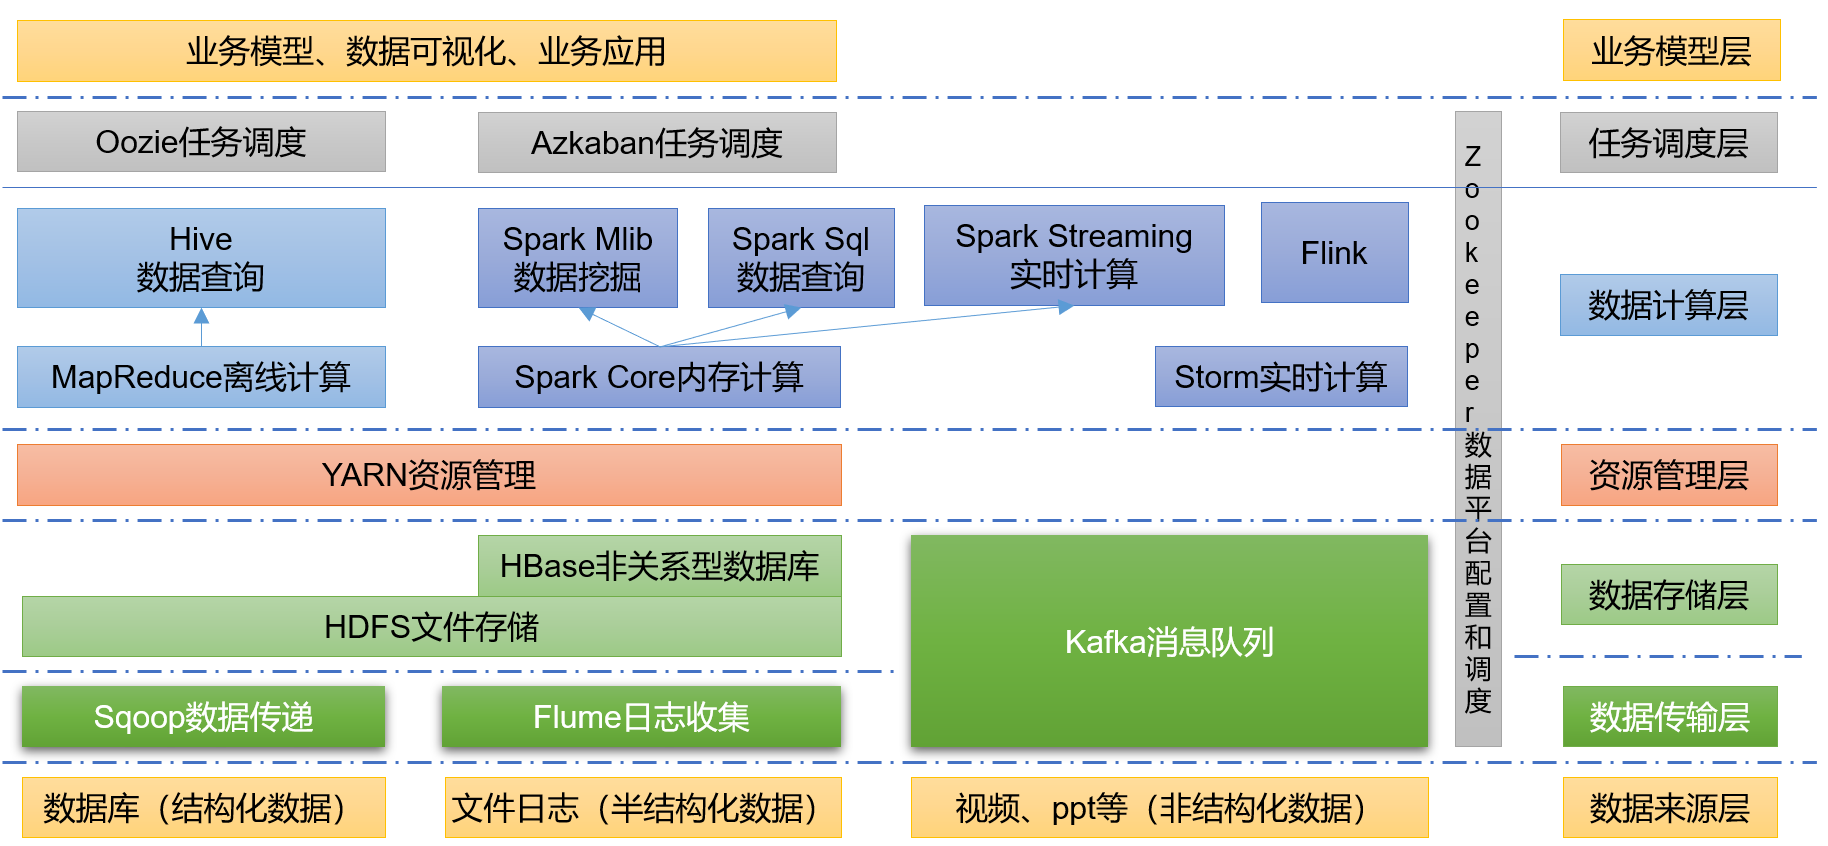 业务模型、数据可视化、业务应用
业务模型层
Oozie任务调度
Azkaban任务调度
任务调度层
Zookeeper数据平台配置和调度
Hive
数据查询
Spark Mlib
数据挖掘
Spark Sql
数据查询
Spark Streaming
实时计算
Flink
数据计算层
MapReduce离线计算
Spark Core内存计算
Storm实时计算
YARN资源管理
资源管理层
HBase非关系型数据库
HDFS文件存储
Kafka消息队列
数据存储层
Sqoop数据传递
Flume日志收集
数据传输层
数据库（结构化数据）
文件日志（半结构化数据）
视频、ppt等（非结构化数据）
数据来源层